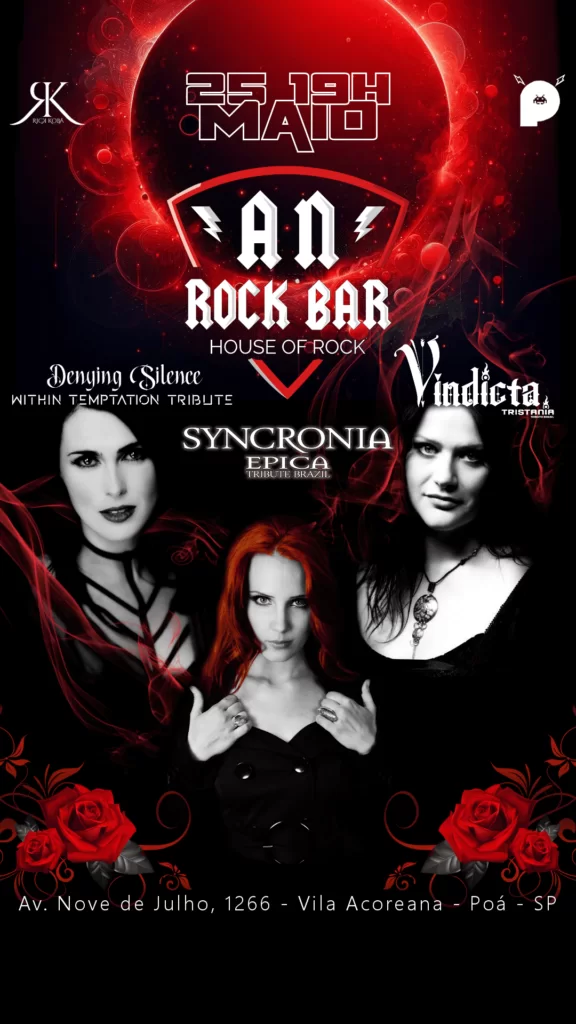 RK
25 19H
MAIO
P
AN
ROCK BAR
HOUSE OF ROCK
Denying Silence
WITHIN TEMPTATION TRIBUTE
Vindicta
TRISTANIA
SYNCRONIA
EPICA
TRIBUTE BRAZIL
Av. Nove de Julho, 1266 - Vila Acoreana - Poá - SP